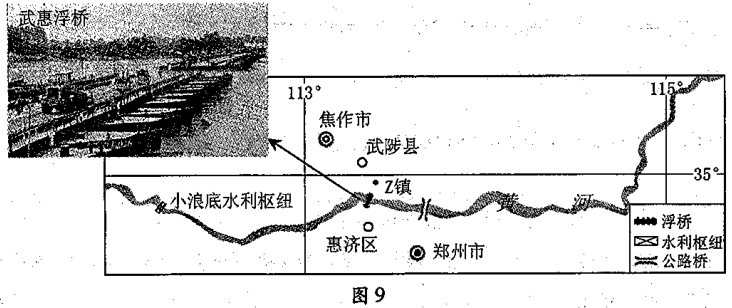 武惠浮桥
113°
115°
焦作市
武陟县
35°
Z镇
小浪底水利枢纽
黄河
浮桥
水利枢纽
公路桥
惠济区
郑州市
图9